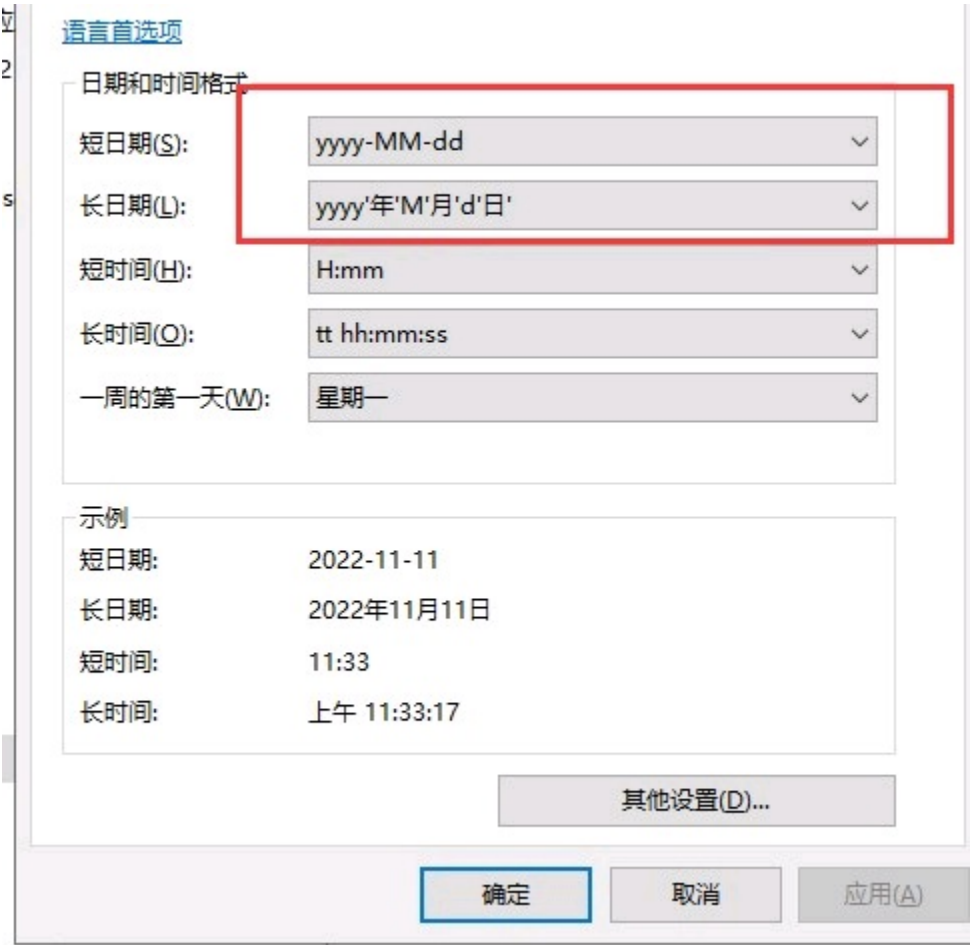 语言首选项
2
日期和时间格式
短日期(S): yyyy-MM-dd
长日期(L): yyyy'年'M'月'd'日'
s
短时间(H): H:mm
长时间(O): tt hh:mm:ss
一周的第一天(W): 星期一
示例
短日期: 2022-11-11
长日期: 2022年11月11日
短时间: 11:33
长时间: 上午 11:33:17
其他设置(D)...
确定 取消 应用(A)